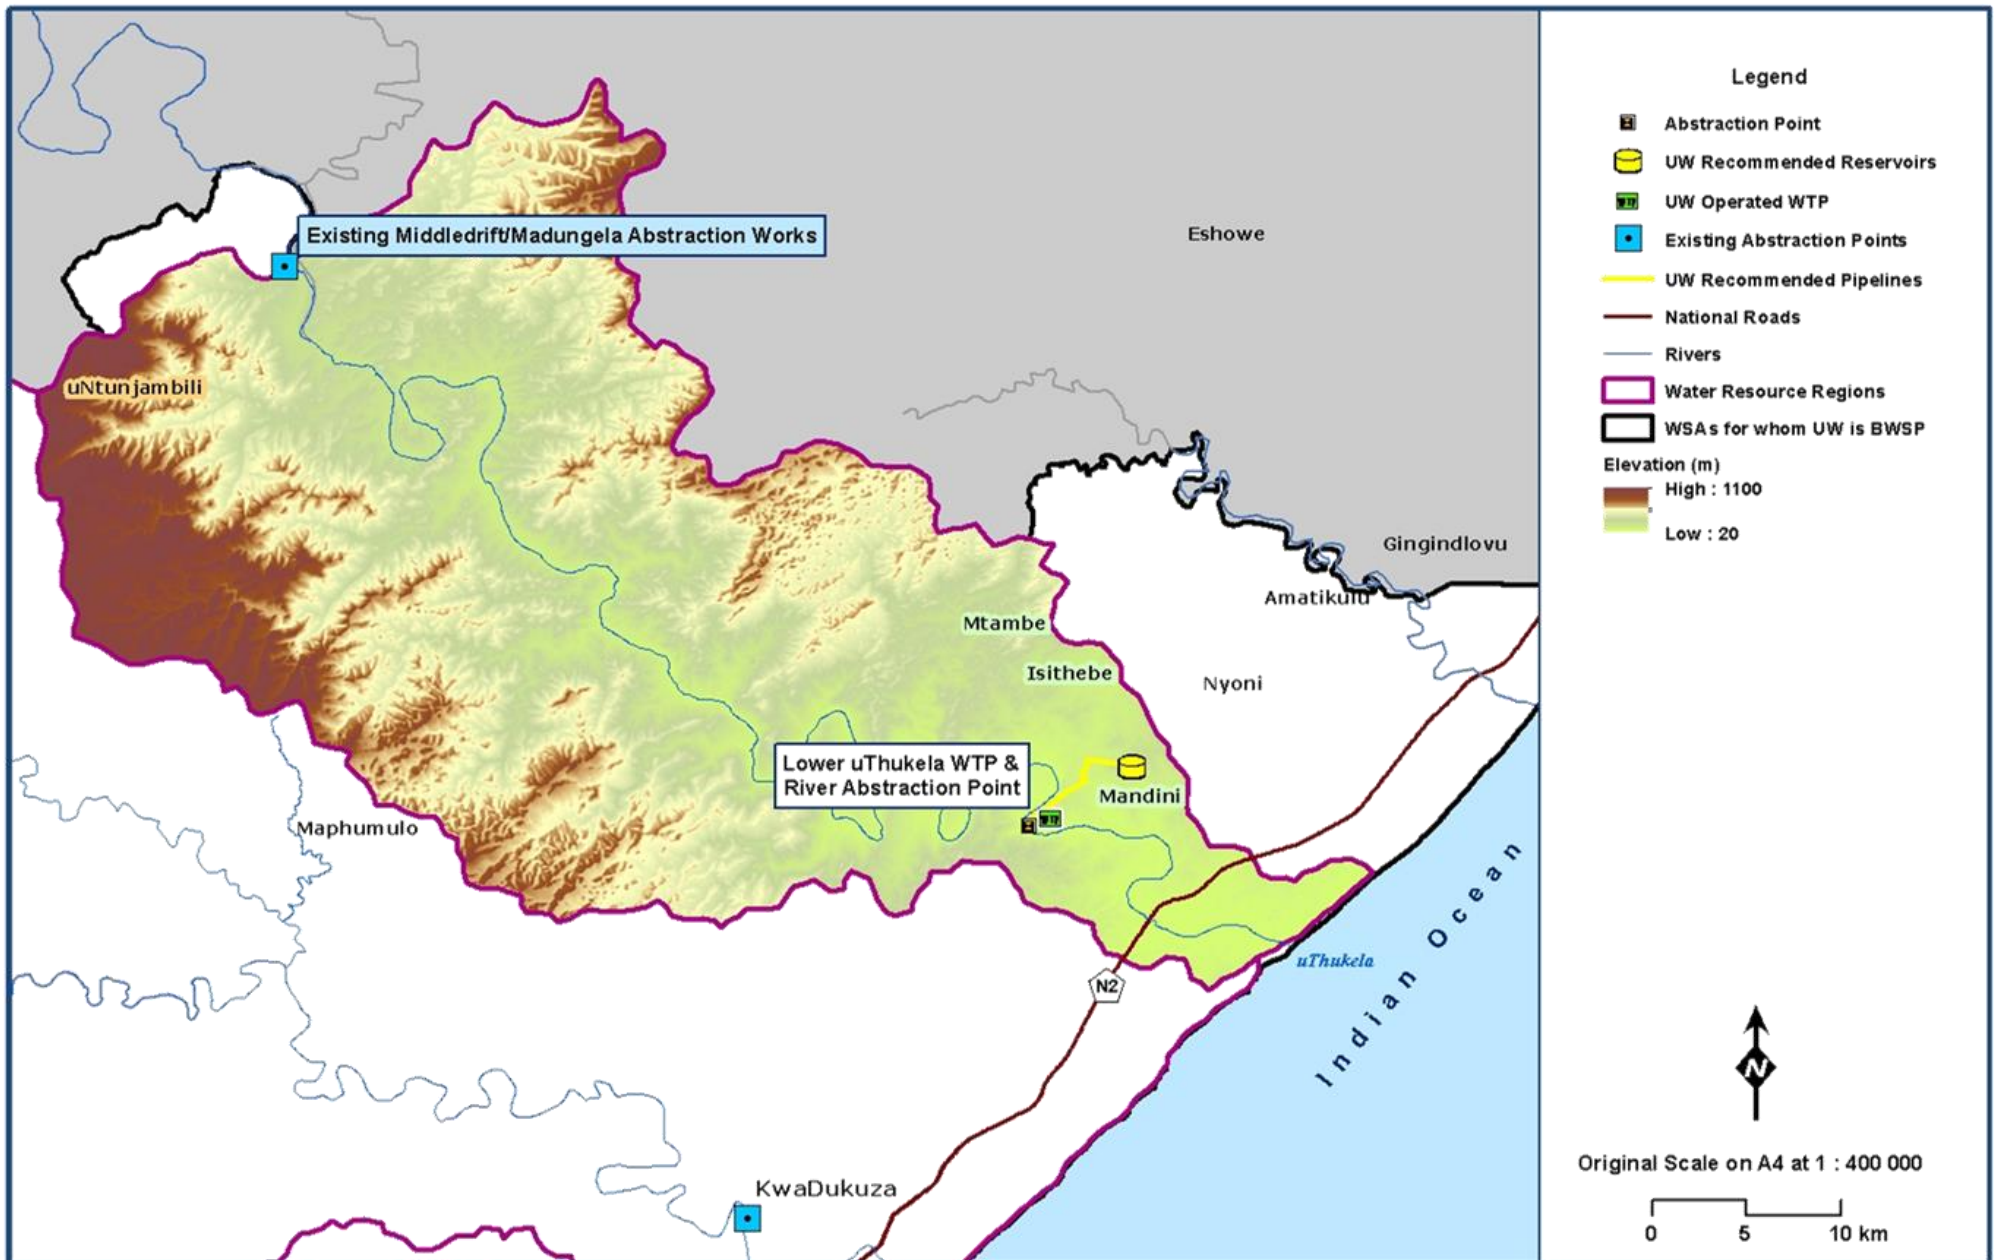 Existing Middledrift/Madungela Abstraction Works
Eshowe
uNtunjambili
Gingindlovu
Amatikulu
Mtambe
Isithebe
Nyoni
Lower uThukela WTP &
River Abstraction Point
WTP
Mandini
Maphumulo
uThukela
N2
Indian Ocean
KwaDukuza
Legend
Abstraction Point
UW Recommended Reservoirs
WTP
UW Operated WTP
Existing Abstraction Points
UW Recommended Pipelines
National Roads
Rivers
Water Resource Regions
WSAs for whom UW is BWSP
Elevation (m)
High : 1100
Low : 20
N
Original Scale on A4 at 1 : 400 000
0 5 10 km